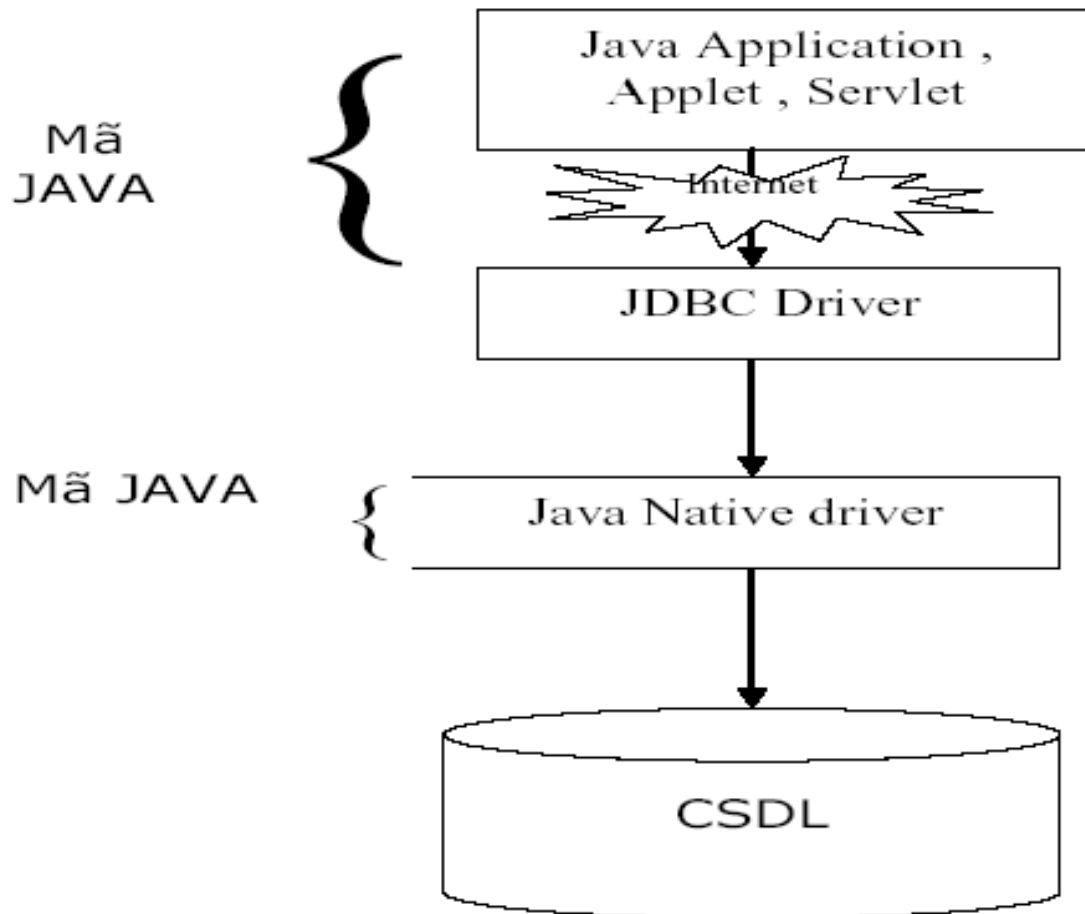 Java Application ,
Applet , Servlet
Mã
JAVA
Internet
JDBC Driver
Mã JAVA
Java Native driver
CSDL